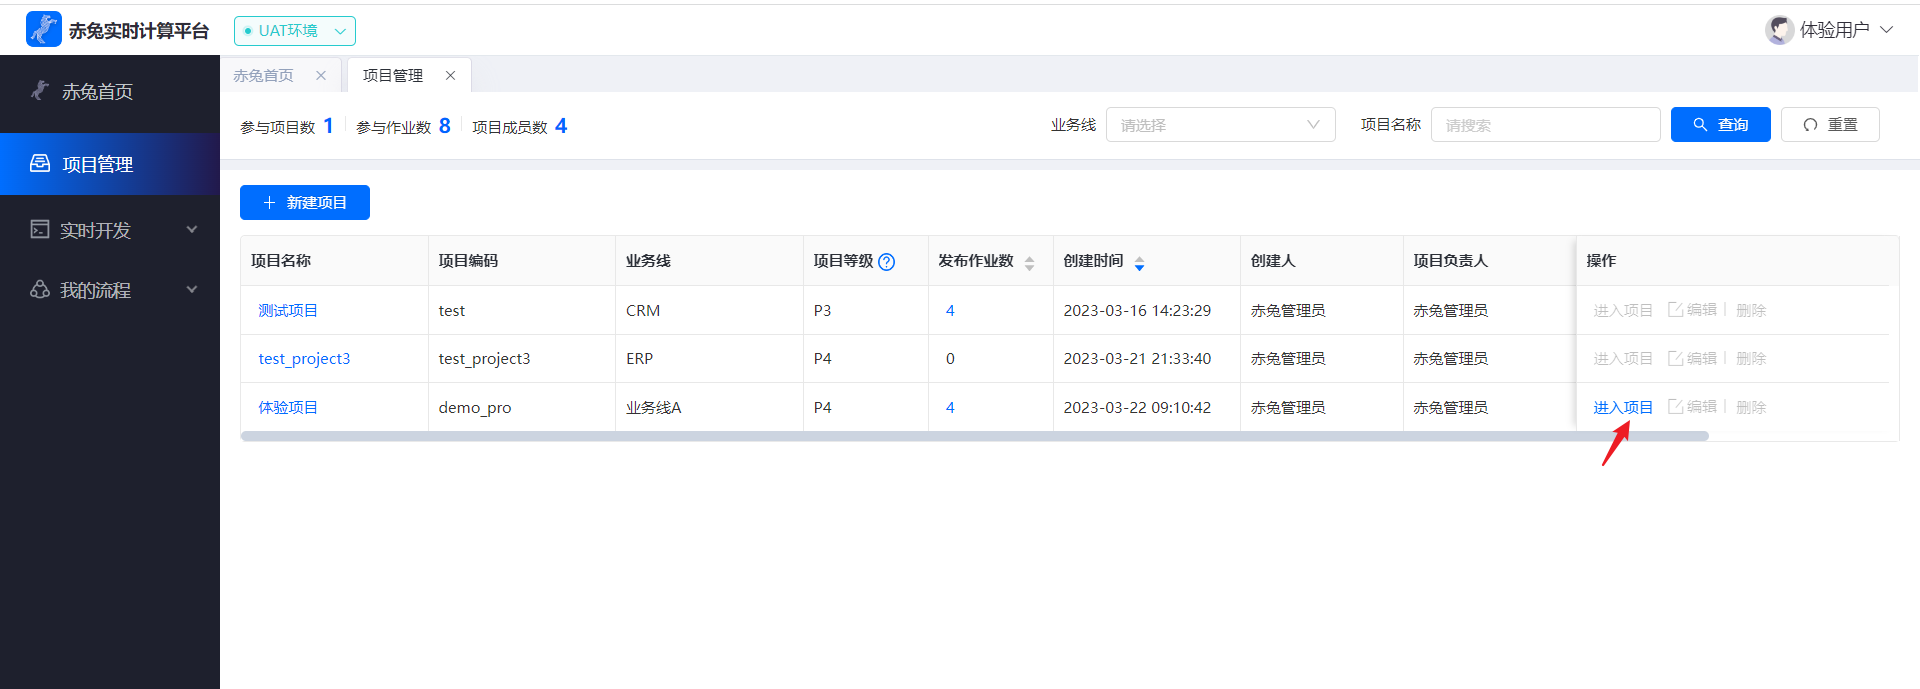 赤兔实时计算平台 UAT环境 体验用户
赤兔首页 项目管理
赤兔首页
项目管理
实时开发
我的流程
参与项目数 1 参与作业数 8 项目成员数 4 业务线 请选择 项目名称 请搜索 查询 重置
新建项目
项目名称 项目编码 业务线 项目等级 发布作业数 创建时间 创建人 项目负责人 操作
测试项目 test CRM P3 4 2023-03-16 14:23:29 赤兔管理员 赤兔管理员 进入项目 编辑 删除
test_project3 test_project3 ERP P4 0 2023-03-21 21:33:40 赤兔管理员 赤兔管理员 进入项目 编辑 删除
体验项目 demo_pro 业务线A P4 4 2023-03-22 09:10:42 赤兔管理员 赤兔管理员 进入项目 编辑 删除